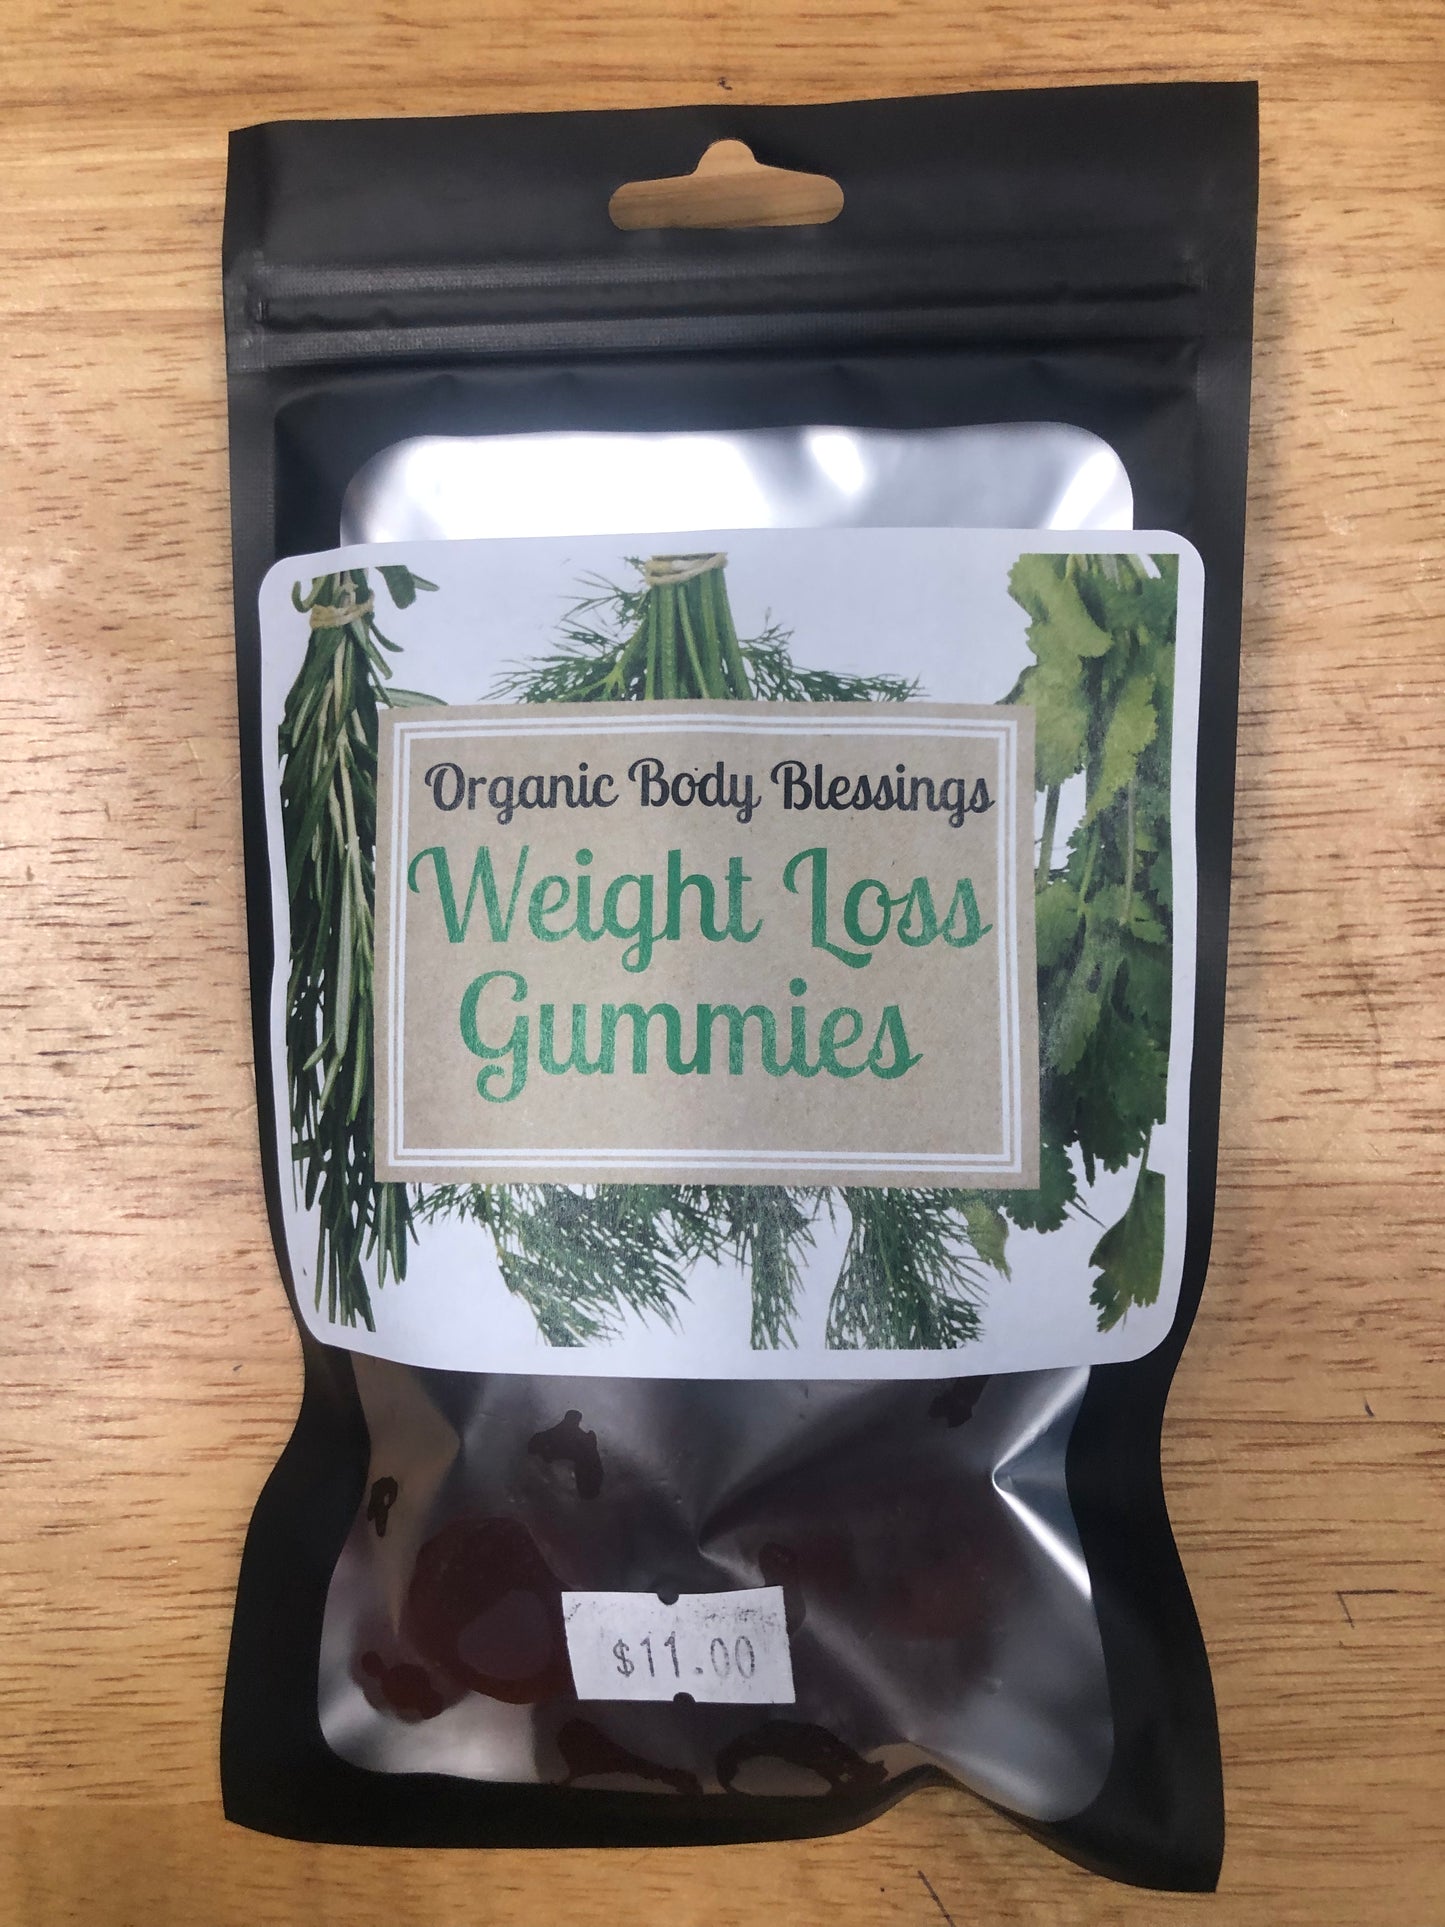 Organic Body Blessings
Weight Loss
Gummies
$11.00